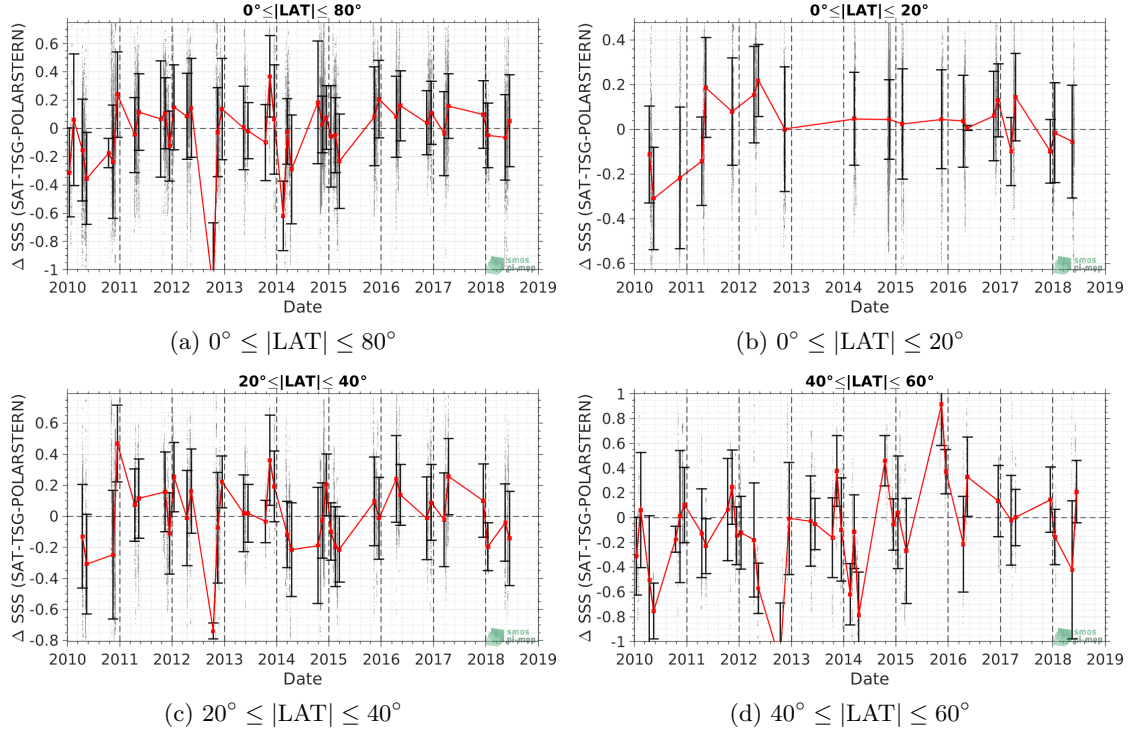 0°≤|LAT|≤ 80°
Δ SSS (SAT-TSG-POLARSTERN)
0.6
0.4
0.2
0
-0.2
-0.4
-0.6
-0.8
-1
2010 2011 2012 2013 2014 2015 2016 2017 2018 2019
Date
smos
pi-mep
(a) 0° ≤ |LAT| ≤ 80°
0°≤|LAT|≤ 20°
Δ SSS (SAT-TSG-POLARSTERN)
0.4
0.2
0
-0.2
-0.4
-0.6
2010 2011 2012 2013 2014 2015 2016 2017 2018 2019
Date
smos
pi-mep
(b) 0° ≤ |LAT| ≤ 20°
20°≤|LAT|≤ 40°
Δ SSS (SAT-TSG-POLARSTERN)
0.6
0.4
0.2
0
-0.2
-0.4
-0.6
-0.8
2010 2011 2012 2013 2014 2015 2016 2017 2018 2019
Date
smos
pi-mep
(c) 20° ≤ |LAT| ≤ 40°
40°≤|LAT|≤ 60°
Δ SSS (SAT-TSG-POLARSTERN)
1
0.8
0.6
0.4
0.2
0
-0.2
-0.4
-0.6
-0.8
-1
2010 2011 2012 2013 2014 2015 2016 2017 2018 2019
Date
smos
pi-mep
(d) 40° ≤ |LAT| ≤ 60°